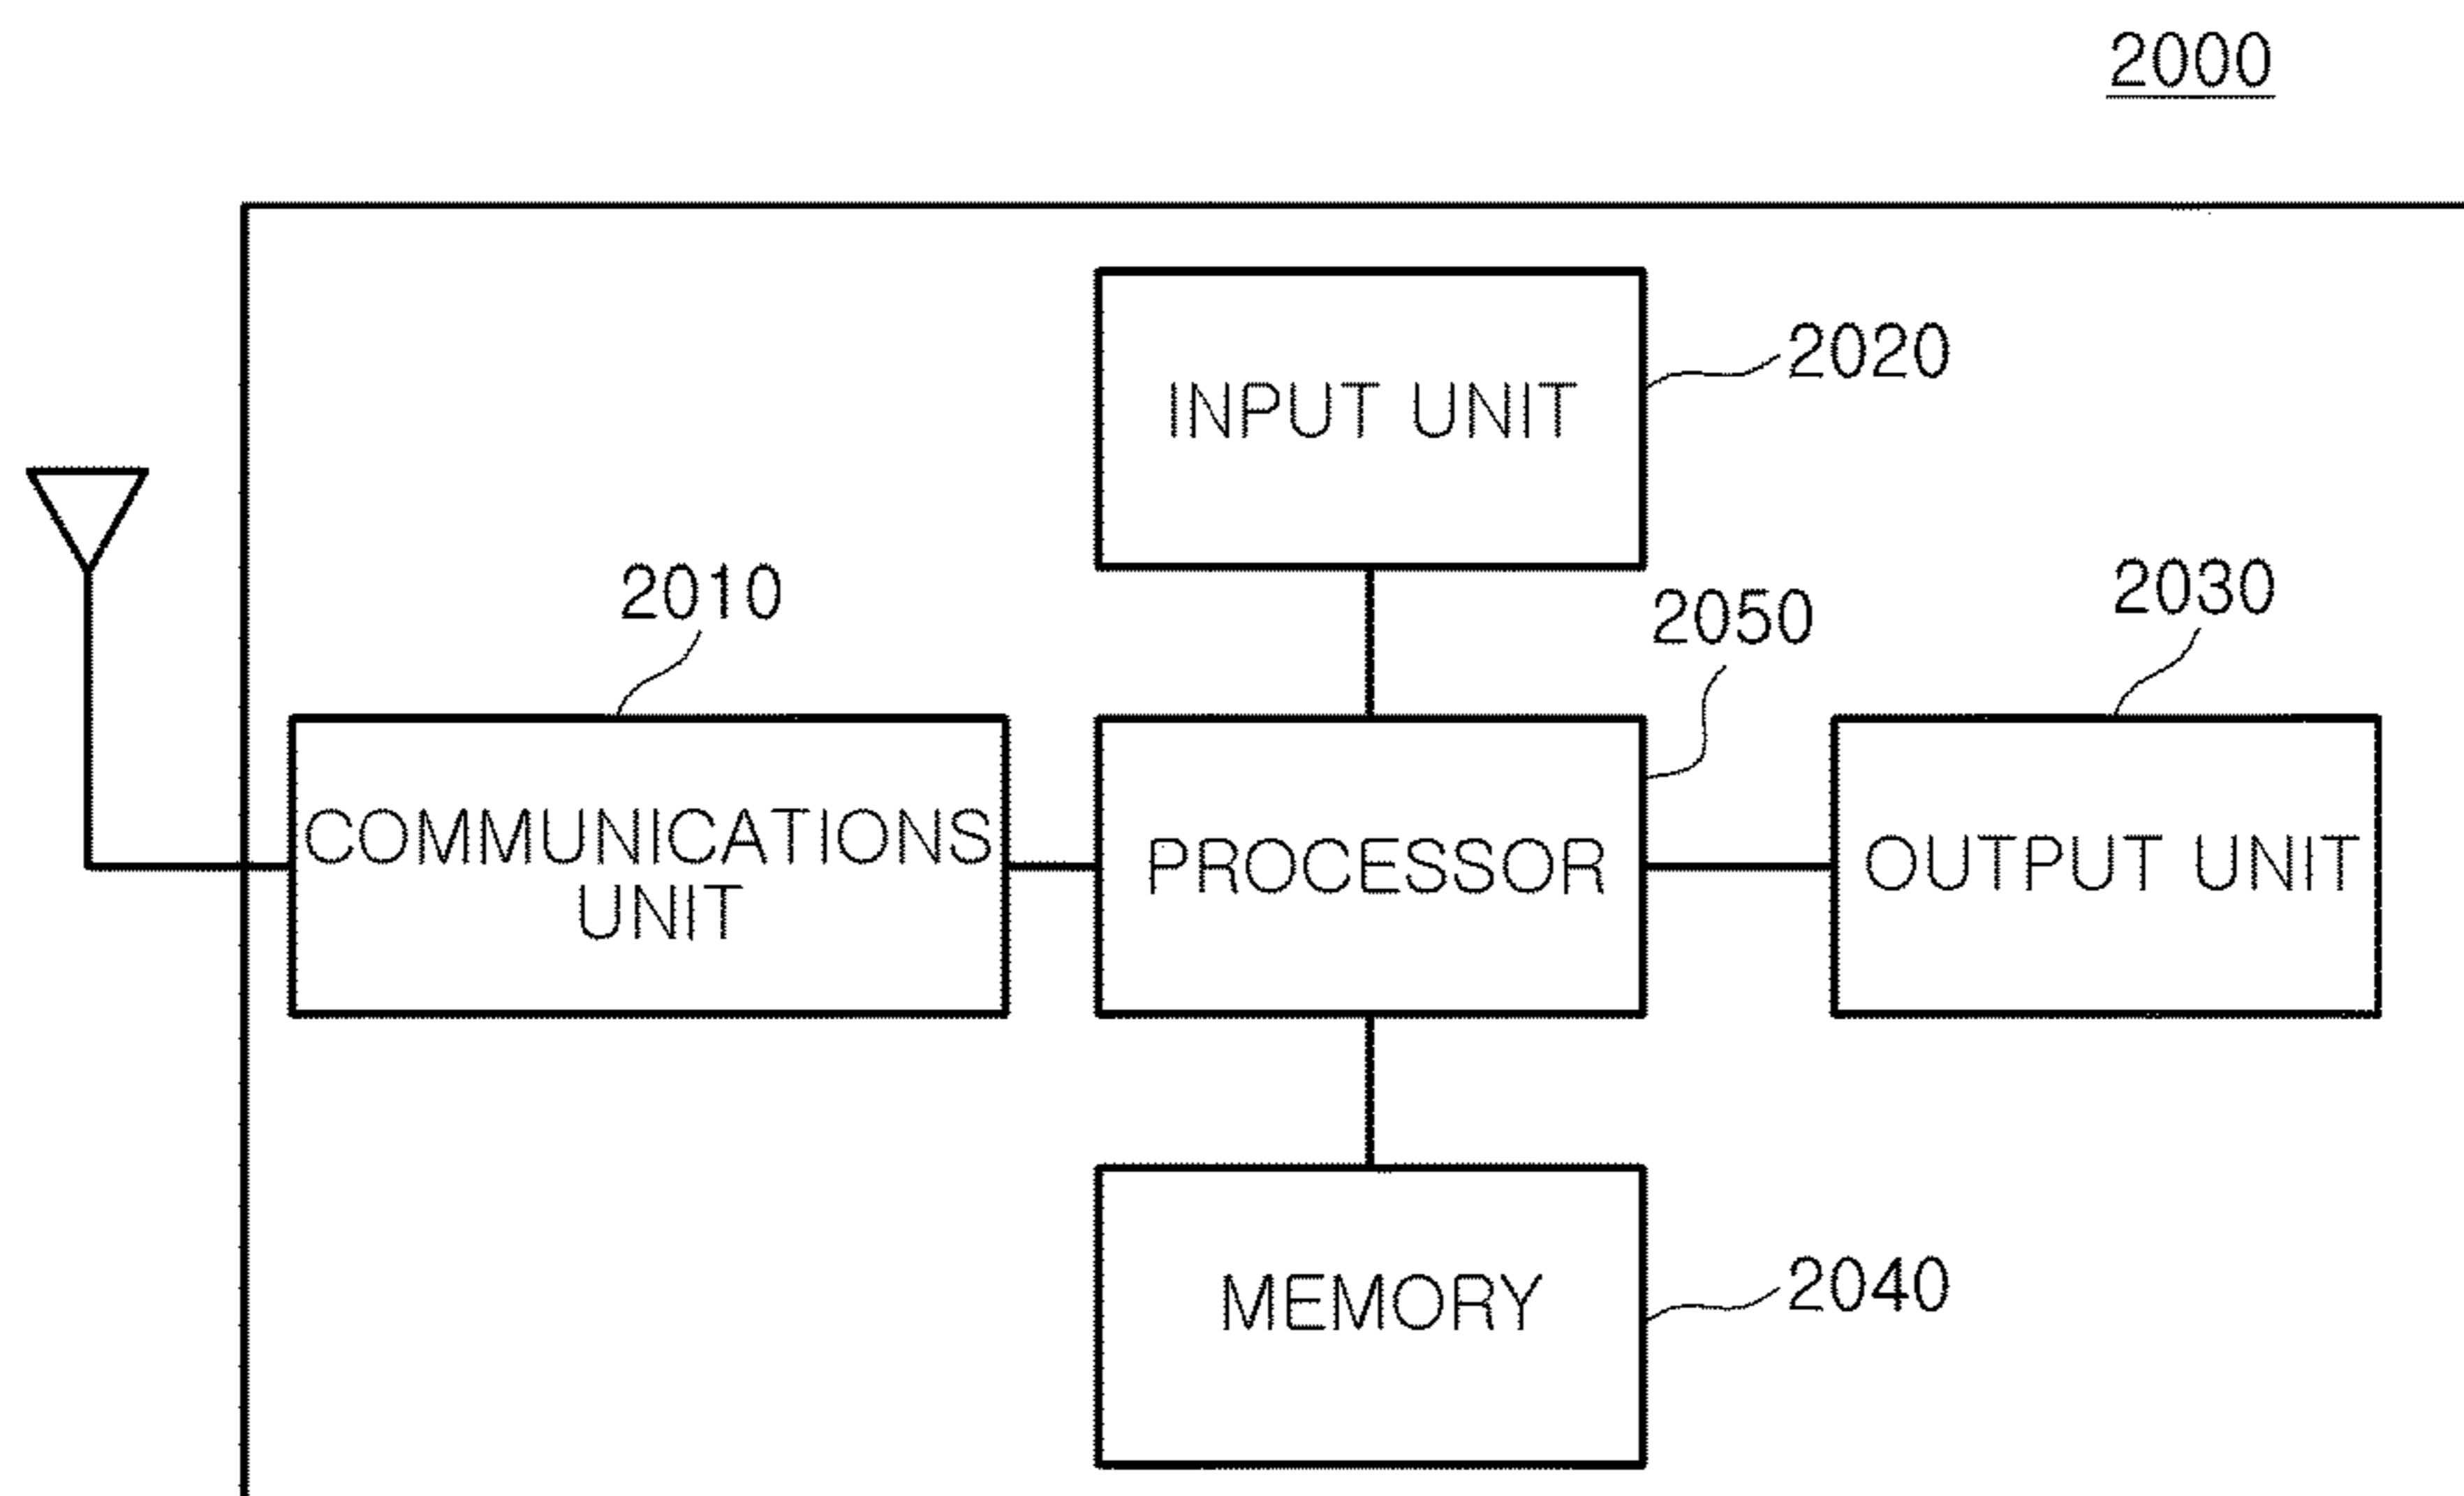 2000
INPUT UNIT
2020
2010
2050
2030
COMMUNICATIONS
UNIT
PROCESSOR
OUTPUT UNIT
MEMORY
2040